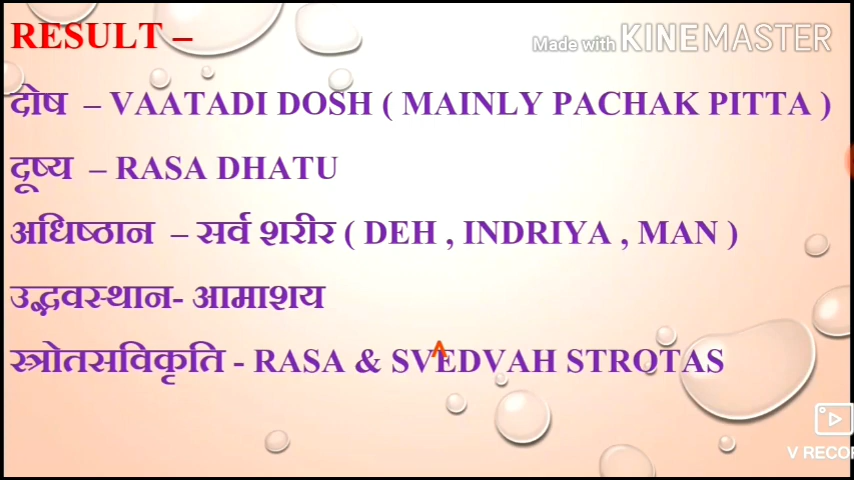 RESULT –
Made with KINEMASTER
दोष – VAATADI DOSH ( MAINLY PACHAK PITTA )
दूष्य – RASA DHATU
अधिष्ठान – सर्व शरीर ( DEH , INDRIYA , MAN )
उद्भवस्थान- आमाशय
स्त्रोतसविकृति - RASA & SVEDVAH STROTAS
V RECOR